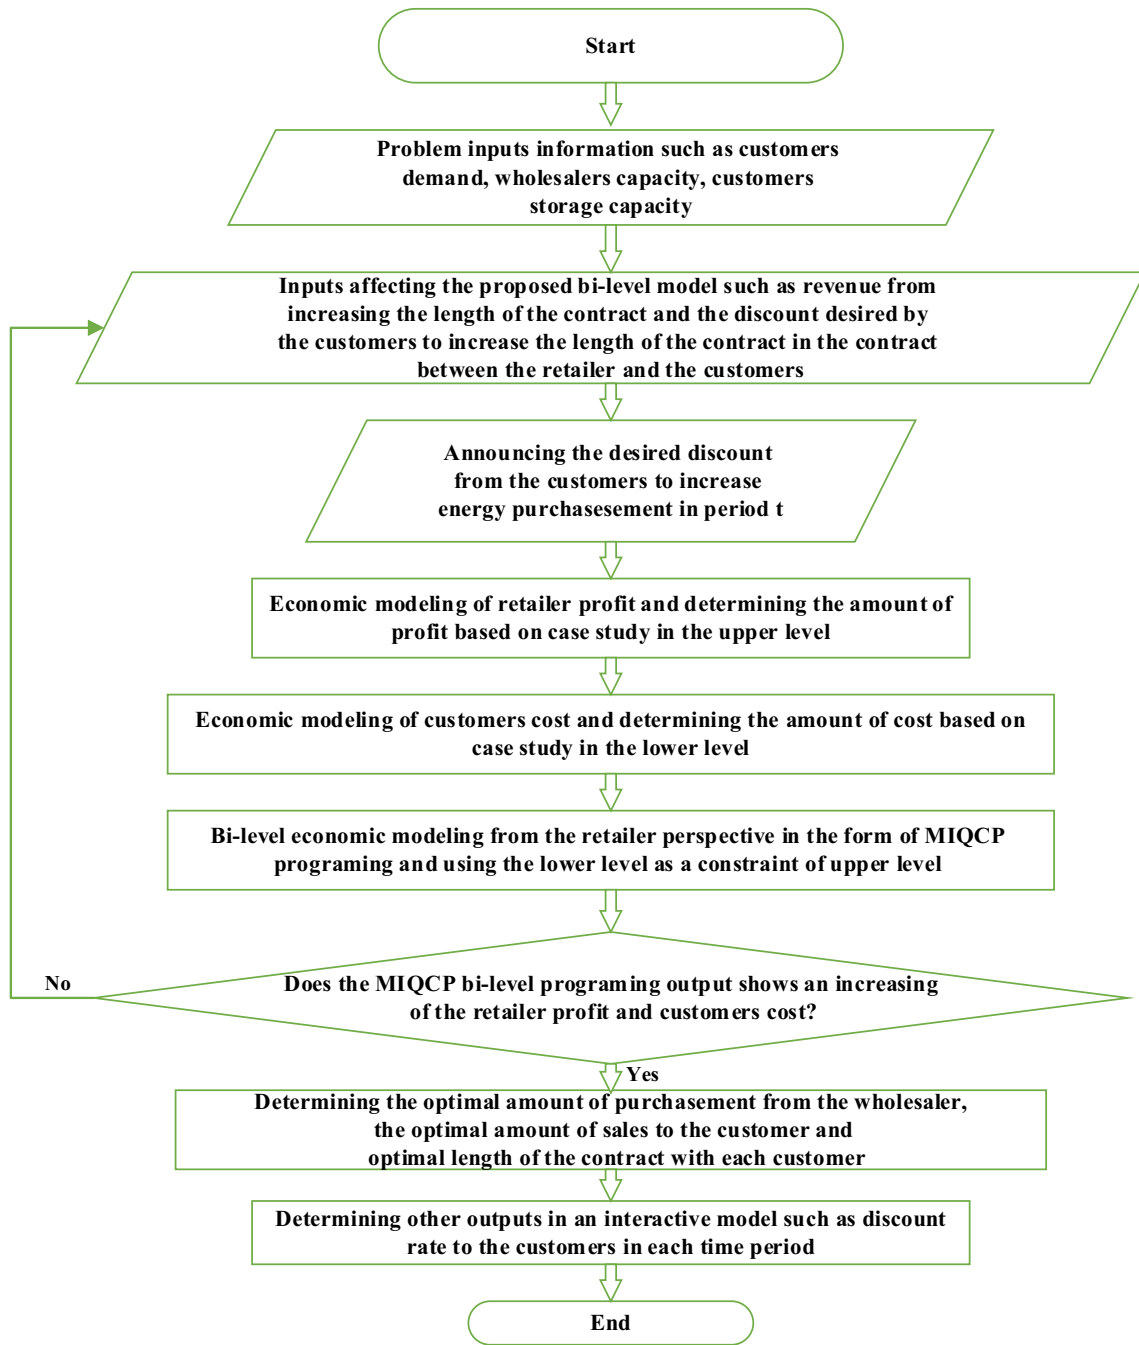 Start
Problem inputs information such as customers
demand, wholesalers capacity, customers
storage capacity
Inputs affecting the proposed bi-level model such as revenue from
increasing the length of the contract and the discount desired by
the customers to increase the length of the contract in the contract
between the retailer and the customers
Announcing the desired discount
from the customers to increase
energy purchasesement in period t
Economic modeling of retailer profit and determining the amount of
profit based on case study in the upper level
Economic modeling of customers cost and determining the amount of cost based on
case study in the lower level
Bi-level economic modeling from the retailer perspective in the form of MIQCP
programing and using the lower level as a constraint of upper level
No
Does the MIQCP bi-level programing output shows an increasing
of the retailer profit and customers cost?
Yes
Determining the optimal amount of purchasement from the wholesaler,
the optimal amount of sales to the customer and
optimal length of the contract with each customer
Determining other outputs in an interactive model such as discount
rate to the customers in each time period
End